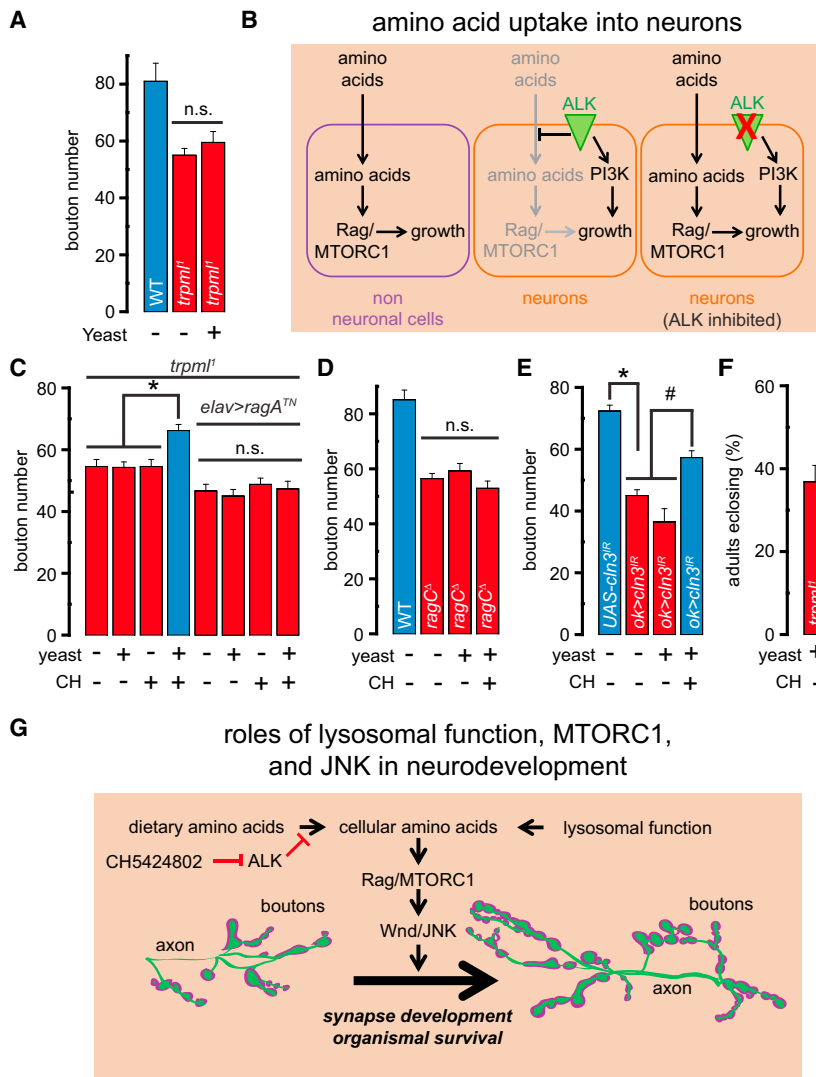 A
80
60
40
20
0
bouton number
n.s.
WT
trpml¹
trpml¹
Yeast - - +
B
amino acid uptake into neurons
amino
acids
amino acids
Rag/
MTORC1
growth
non
neuronal cells
amino
acids
ALK
amino acids
PI3K
Rag/
MTORC1
growth
neurons
amino
acids
ALK
X
amino acids
PI3K
Rag/
MTORC1
growth
neurons
(ALK inhibited)
C
80
60
40
20
0
bouton number
trpml¹
*
elav>ragAᵀᴺ
n.s.
yeast - + - + - + - +
CH - - + + - - + +
D
80
60
40
20
0
bouton number
n.s.
WT
ragC^Δ
ragC^Δ
ragC^Δ
- - + +
- - - +
E
80
60
40
20
0
bouton number
*
#
UAS-cln3ᴵᴿ
ok>cln3ᴵᴿ
ok>cln3ᴵᴿ
ok>cln3ᴵᴿ
yeast - - + +
CH - - - +
F
60
40
20
0
adults eclosing (%)
trpml¹
yeast +
CH -
G
roles of lysosomal function, MTORC1,
and JNK in neurodevelopment
dietary amino acids
cellular amino acids
lysosomal function
CH5424802
ALK
Rag/MTORC1
Wnd/JNK
boutons
axon
boutons
axon
synapse development
organismal survival